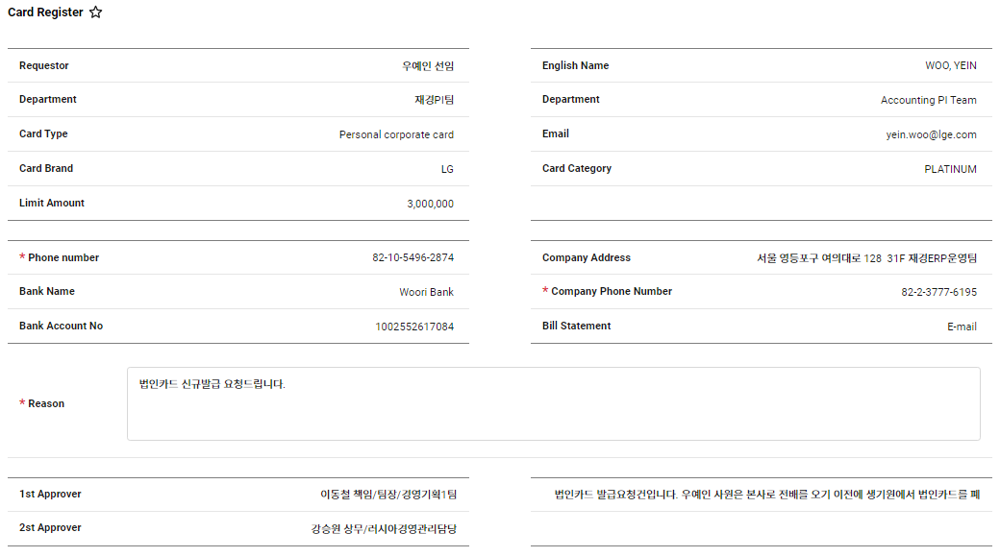 Card Register
Requestor 우예인 선임
English Name WOO, YEIN
Department 재경PI팀
Department Accounting PI Team
Card Type Personal corporate card
Email yein.woo@lge.com
Card Brand LG
Card Category PLATINUM
Limit Amount 3,000,000
* Phone number 82-10-5496-2874
Company Address 서울 영등포구 여의대로 128 31F 재경ERP운영팀
Bank Name Woori Bank
* Company Phone Number 82-2-3777-6195
Bank Account No 1002552617084
Bill Statement E-mail
* Reason 법인카드 신규발급 요청드립니다.
1st Approver 이동철 책임/팀장/경영기획1팀
법인카드 발급요청건입니다. 우예인 사원은 본사로 전배를 오기 이전에 생기원에서 법인카드를 폐
2st Approver 강승원 상무/러시아경영관리담당